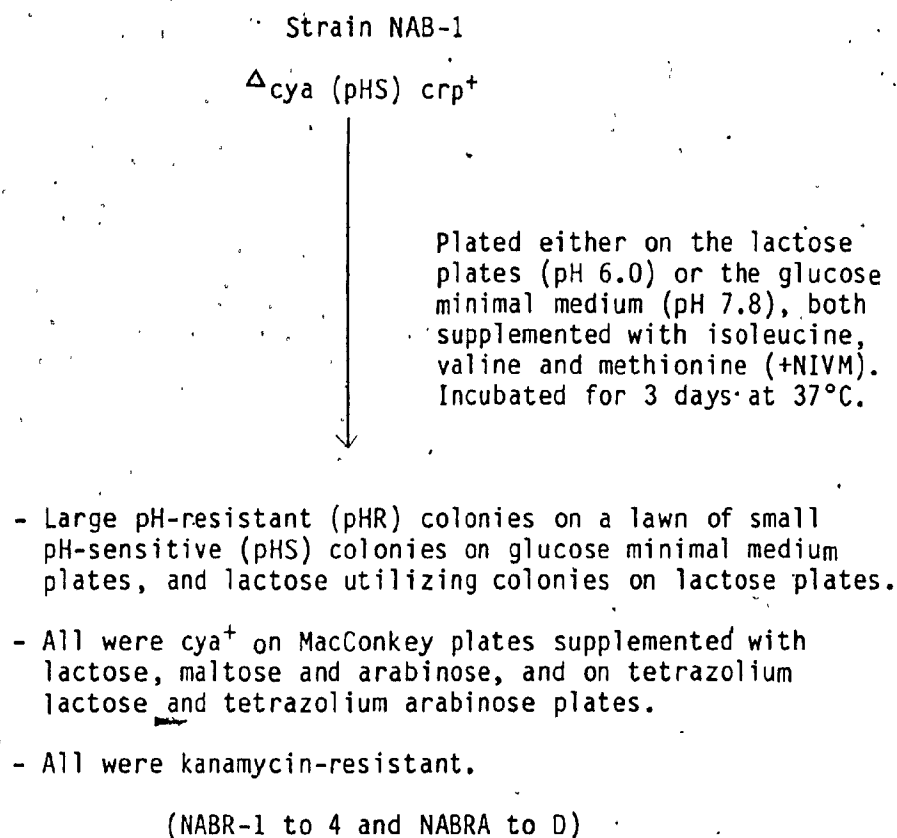 Strain NAB-1
Δcya (pHS) crp+
Plated either on the lactose
plates (pH 6.0) or the glucose
minimal medium (pH 7.8), both
supplemented with isoleucine,
valine and methionine (+NIVM).
Incubated for 3 days at 37°C.
- Large pH-resistant (pHR) colonies on a lawn of small
pH-sensitive (pHS) colonies on glucose minimal medium
plates, and lactose utilizing colonies on lactose plates.
- All were cya+ on MacConkey plates supplemented with
lactose, maltose and arabinose, and on tetrazolium
lactose and tetrazolium arabinose plates.
- All were kanamycin-resistant.
(NABR-1 to 4 and NABRA to D)